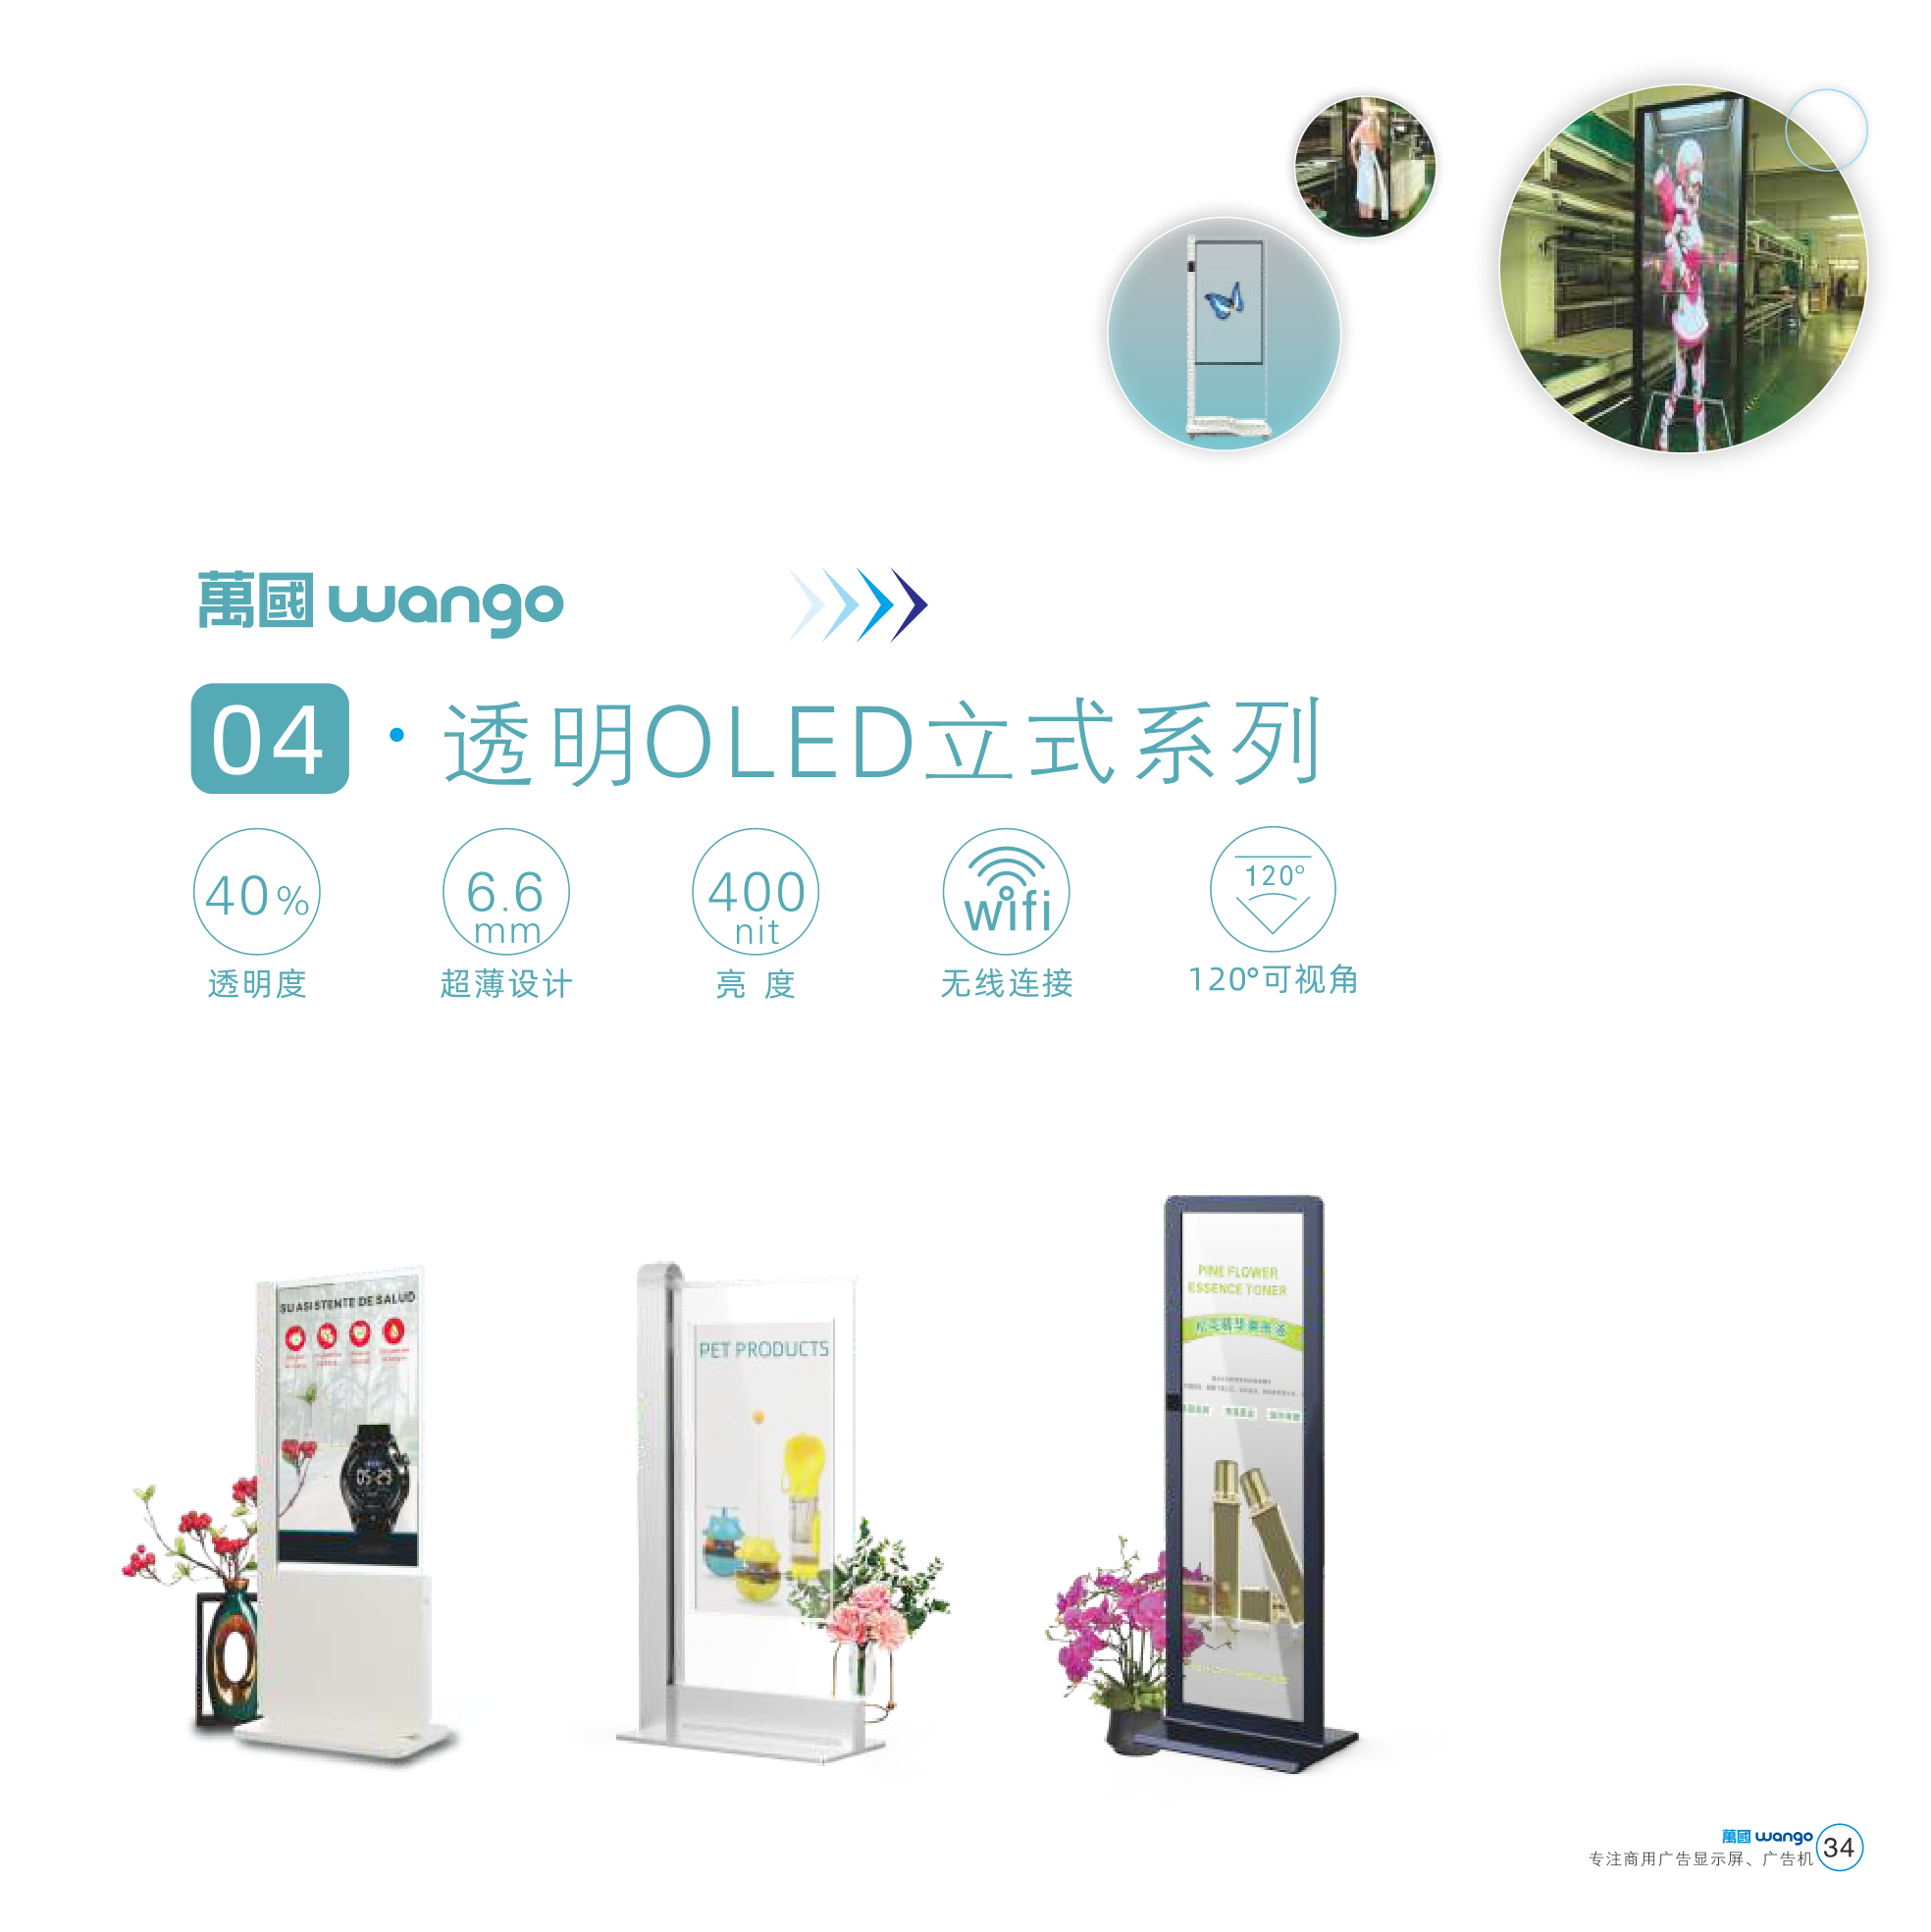 萬國 wango
04 · 透明OLED立式系列
40%
透明度
6.6
mm
超薄设计
400
nit
亮 度
wifi
无线连接
120°
120°可视角
SU ASISTENTE DE SALUD
05:29
PET PRODUCTS
PINE FLOWER
ESSENCE TONER
萬國 wango
专注商用广告显示屏、广告机
34